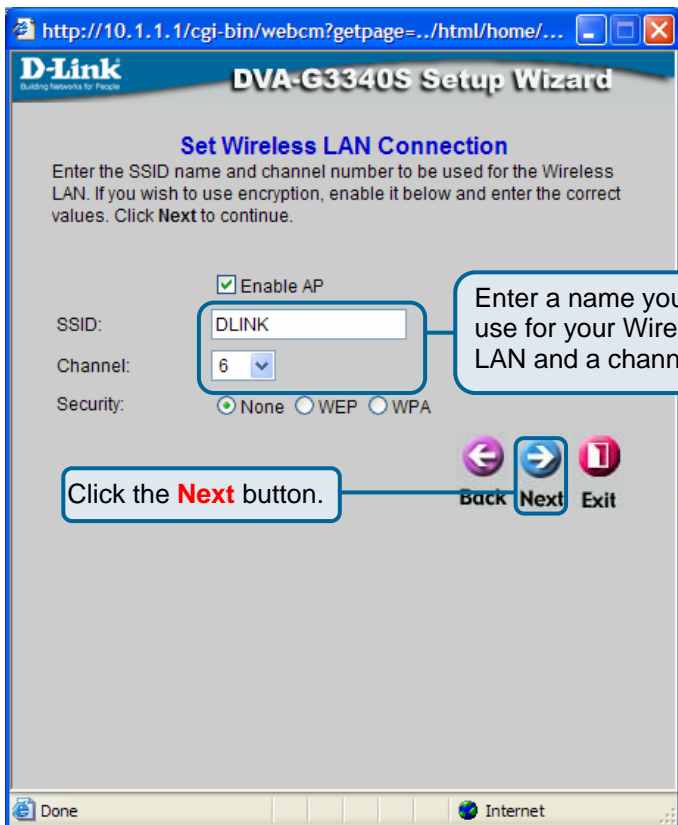 http://10.1.1.1/cgi-bin/webcm?getpage=../html/home/...
D-Link
Building Networks for People
DVA-G3340S Setup Wizard
Set Wireless LAN Connection
Enter the SSID name and channel number to be used for the Wireless
LAN. If you wish to use encryption, enable it below and enter the correct
values. Click Next to continue.
Enable AP
SSID: DLINK
Channel: 6
Enter a name you
use for your Wire
LAN and a chann
Security: None WEP WPA
Click the Next button.
Back Next Exit
Done Internet